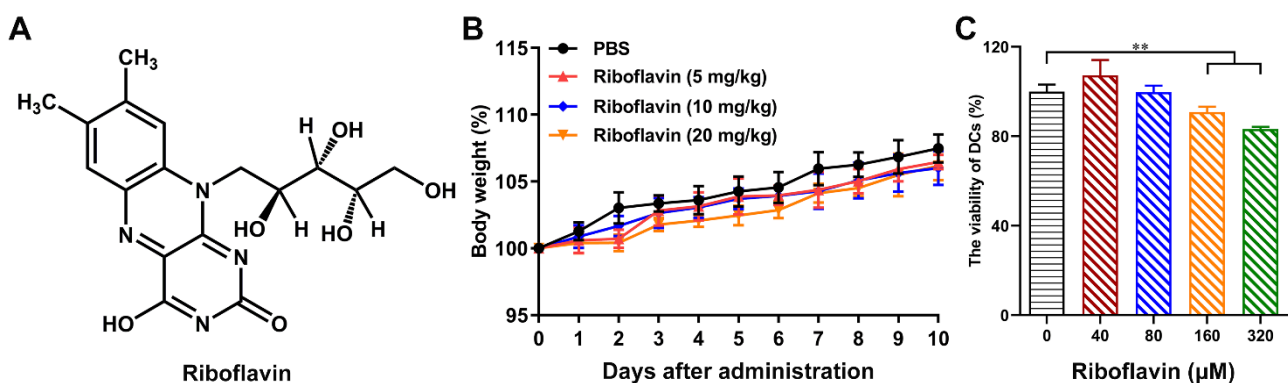 A
CH₃
H₃C
H
OH
N
OH
HO
H
HO
H
N
N
HO
N
O
Riboflavin
B
PBS
Riboflavin (5 mg/kg)
Riboflavin (10 mg/kg)
Riboflavin (20 mg/kg)
Body weight (%)
115
110
105
100
95
0 1 2 3 4 5 6 7 8 9 10
Days after administration
C
**
The viability of DCs (%)
120
80
40
0
0 40 80 160 320
Riboflavin (μM)